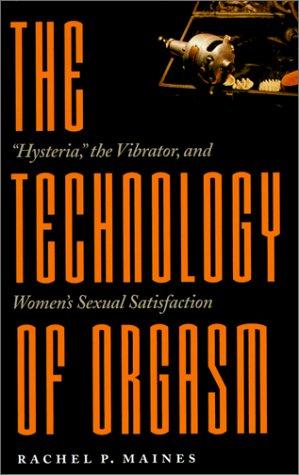 THE
"Hysteria," the Vibrator, and
TECHNOLOGY
Women's Sexual Satisfaction
OF ORGASM
RACHEL P. MAINES